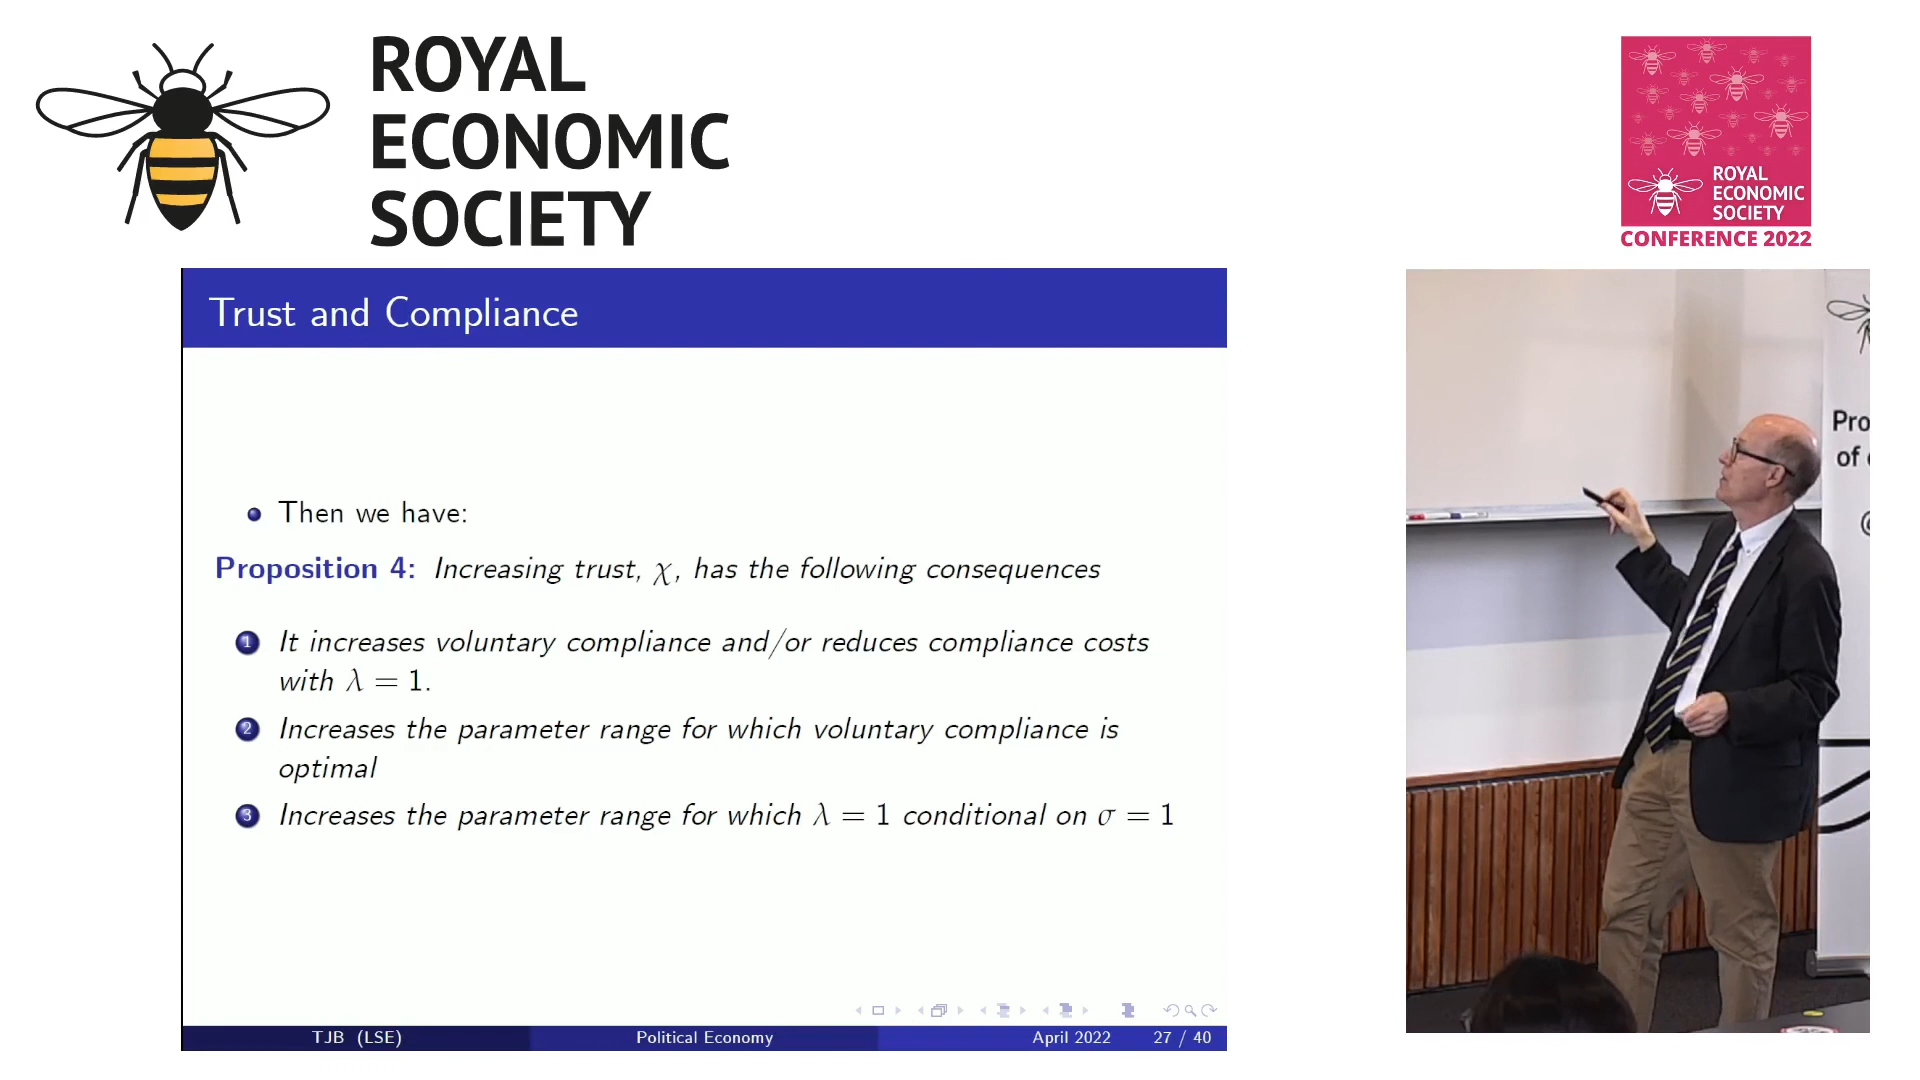 ROYAL
ECONOMIC
SOCIETY
ROYAL
ECONOMIC
SOCIETY
CONFERENCE 2022
Trust and Compliance
• Then we have:
Proposition 4: Increasing trust, χ, has the following consequences
1 It increases voluntary compliance and/or reduces compliance costs
with λ = 1.
2 Increases the parameter range for which voluntary compliance is
optimal
3 Increases the parameter range for which λ = 1 conditional on σ = 1
TJB (LSE) Political Economy April 2022 27 / 40
Pro
of
@